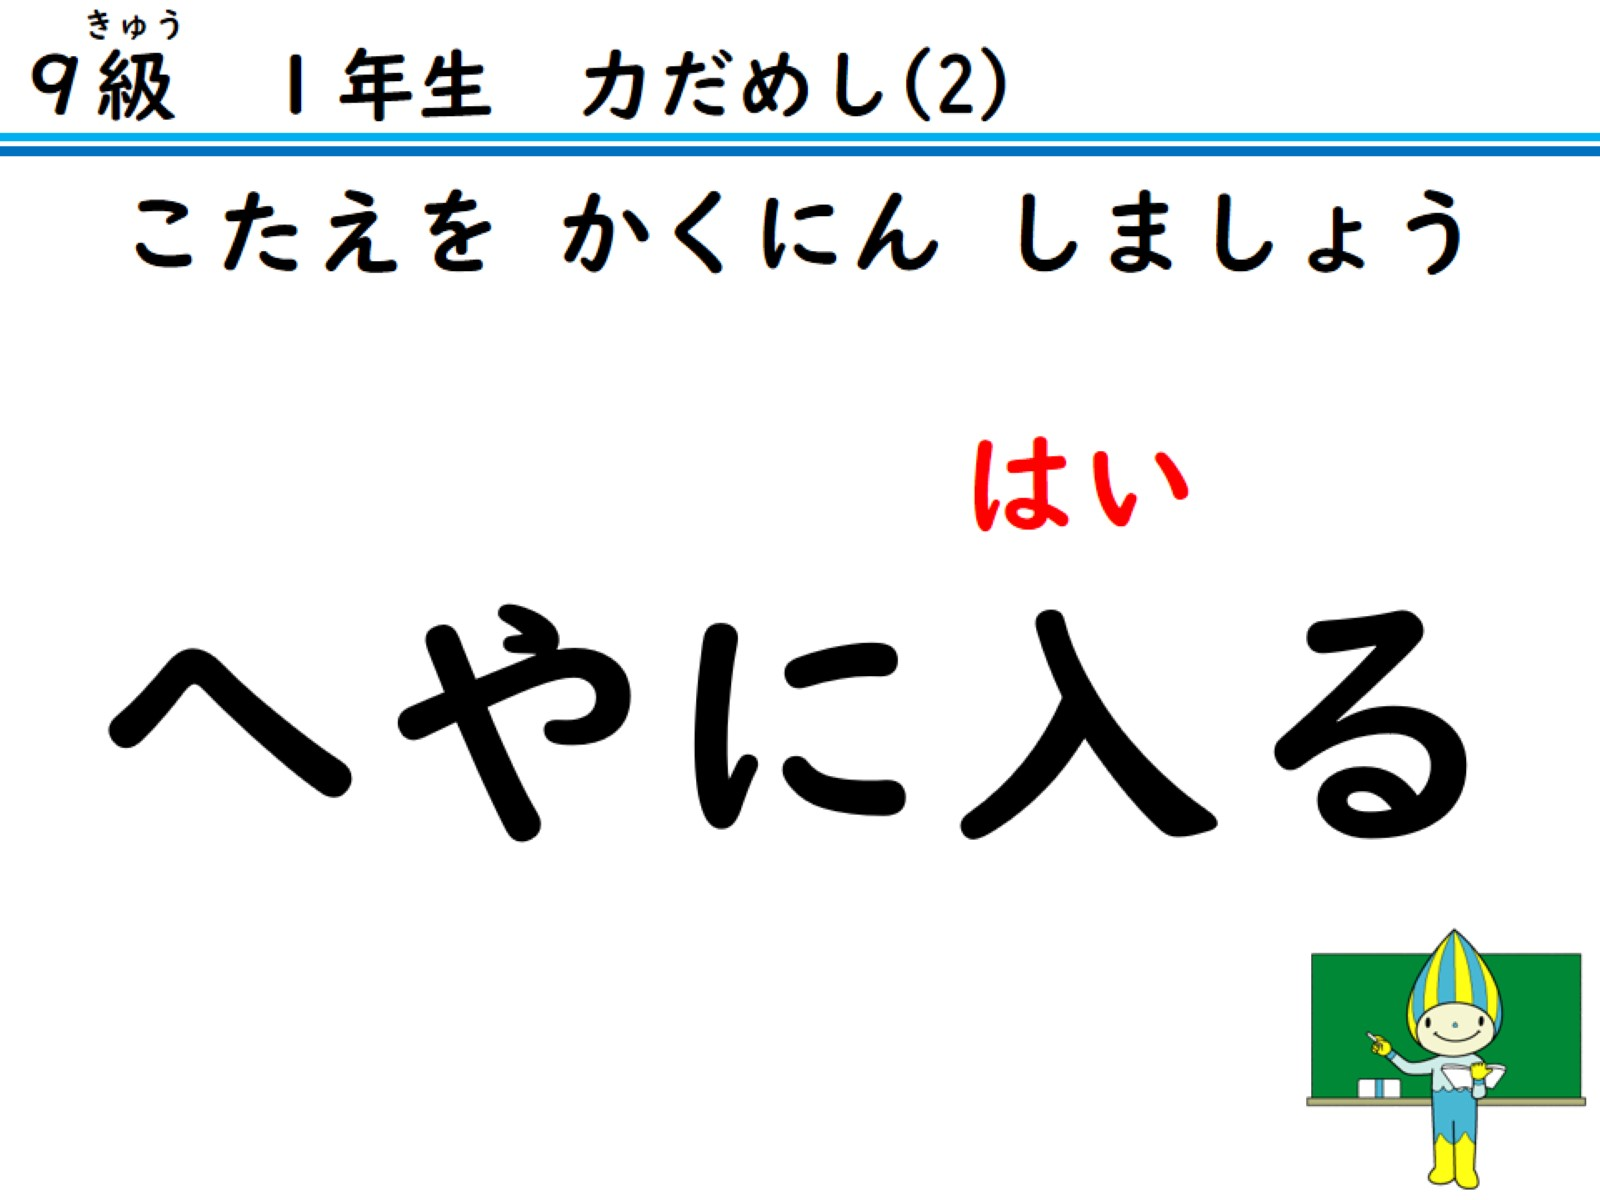 きゅう
9級　1年生　力だめし(2)
こたえを かくにん しましょう
はい
へやに入る